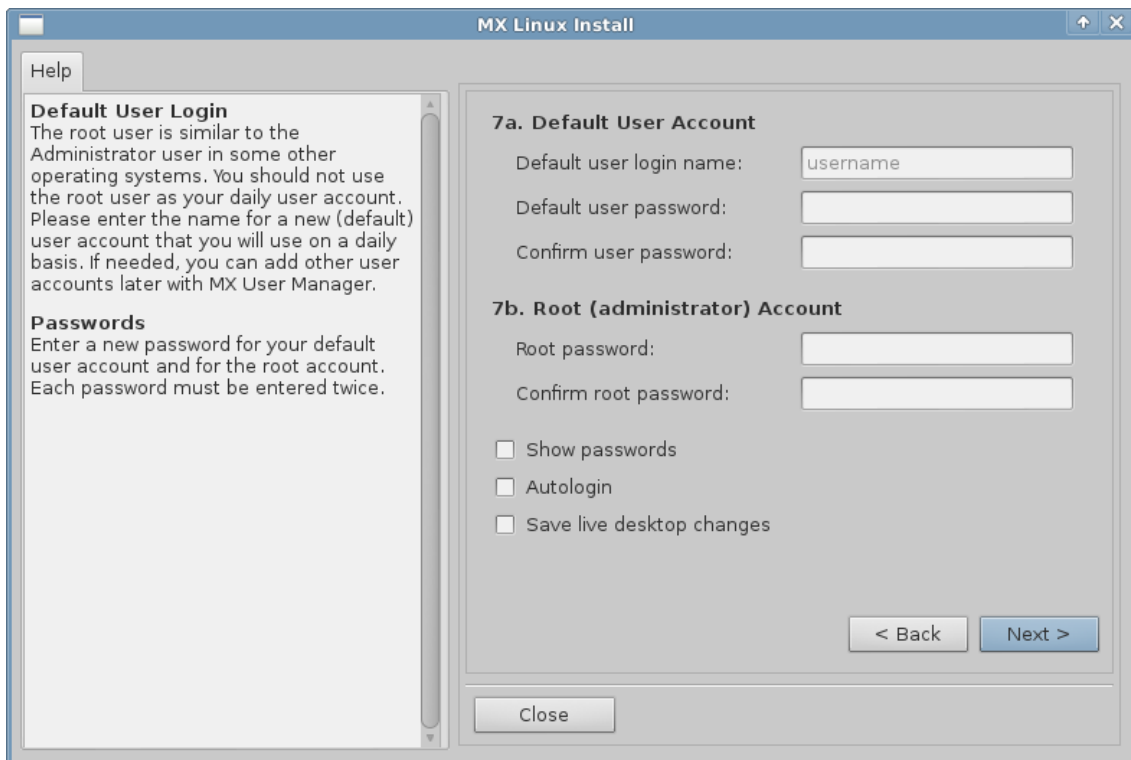 MX Linux Install
Help
Default User Login
The root user is similar to the
Administrator user in some other
operating systems. You should not use
the root user as your daily user account.
Please enter the name for a new (default)
user account that you will use on a daily
basis. If needed, you can add other user
accounts later with MX User Manager.
Passwords
Enter a new password for your default
user account and for the root account.
Each password must be entered twice.
7a. Default User Account
Default user login name: username
Default user password:
Confirm user password:
7b. Root (administrator) Account
Root password:
Confirm root password:
Show passwords
Autologin
Save live desktop changes
< Back Next >
Close